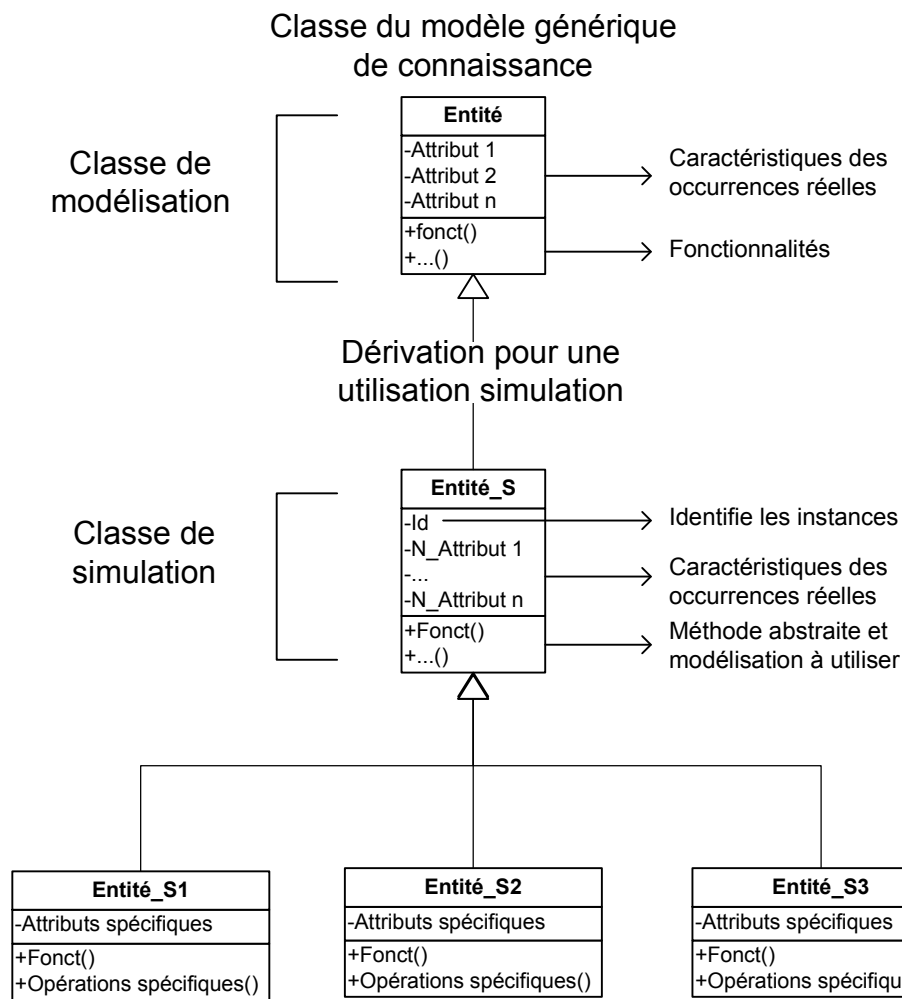 Classe du modèle générique
de connaissance
Entité
-Attribut 1
-Attribut 2
-Attribut n
+fonct()
+...()
Classe de
modélisation
Caractéristiques des
occurrences réelles
Fonctionnalités
Dérivation pour une
utilisation simulation
Entité_S
-Id
-N_Attribut 1
-...
-N_Attribut n
+Fonct()
+...()
Classe de
simulation
Identifie les instances
Caractéristiques des
occurrences réelles
Méthode abstraite et
modélisation à utiliser
Entité_S1
-Attributs spécifiques
+Fonct()
+Opérations spécifiques()
Entité_S2
-Attributs spécifiques
+Fonct()
+Opérations spécifiques()
Entité_S3
-Attributs spécifiques
+Fonct()
+Opérations